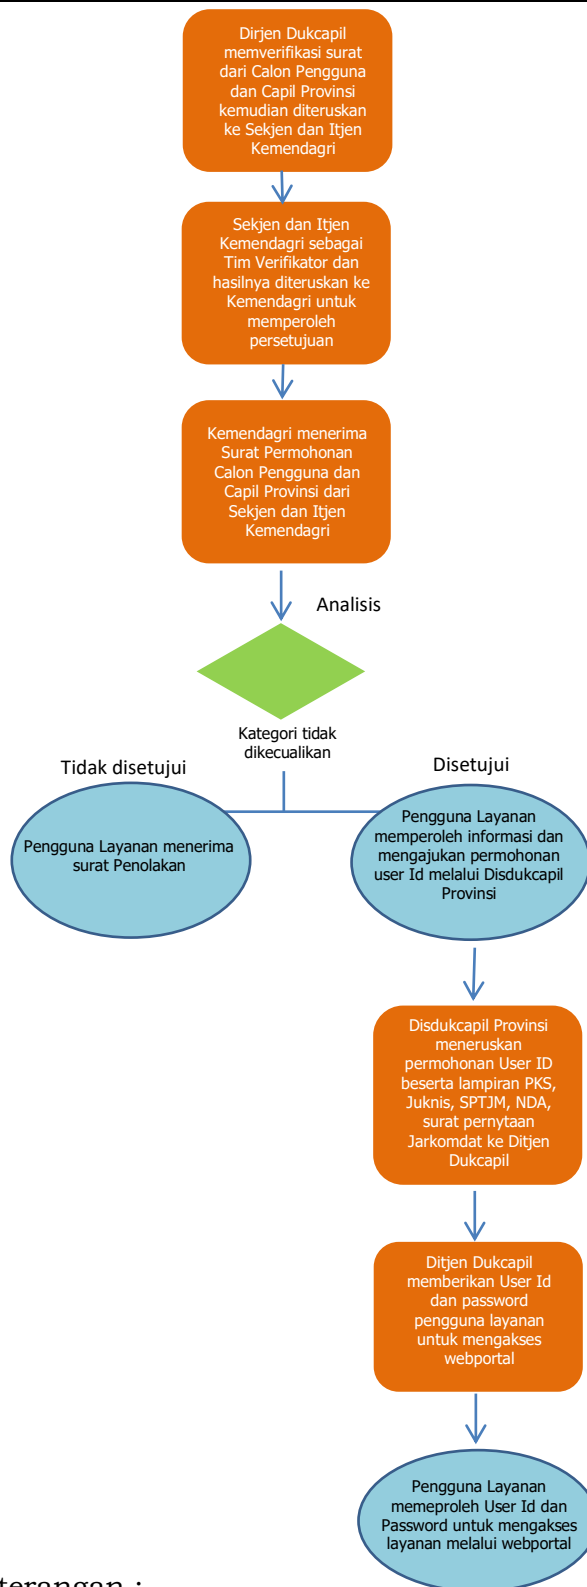 Dirjen Dukcapil
memverifikasi surat
dari Calon Pengguna
dan Capil Provinsi
kemudian diteruskan
ke Sekjen dan Itjen
Kemendagri
Sekjen dan Itjen
Kemendagri sebagai
Tim Verifikator dan
hasilnya diteruskan ke
Kemendagri untuk
memperoleh
persetujuan
Kemendagri menerima
Surat Permohonan
Calon Pengguna dan
Capil Provinsi dari
Sekjen dan Itjen
Kemendagri
Analisis
Kategori tidak
dikecualikan
Tidak disetujui
Disetujui
Pengguna Layanan menerima
surat Penolakan
Pengguna Layanan
memperoleh informasi dan
mengajukan permohonan
user Id melalui Disdukcapil
Provinsi
Disdukcapil Provinsi
meneruskan
permohonan User ID
beserta lampiran PKS,
Juknis, SPTJM, NDA,
surat pernytaan
Jarkomdat ke Ditjen
Dukcapil
Ditjen Dukcapil
memberikan User Id
dan password
pengguna layanan
untuk mengakses
webportal
Pengguna Layanan
memeproleh User Id dan
Password untuk mengakses
layanan melalui webportal
terangan :